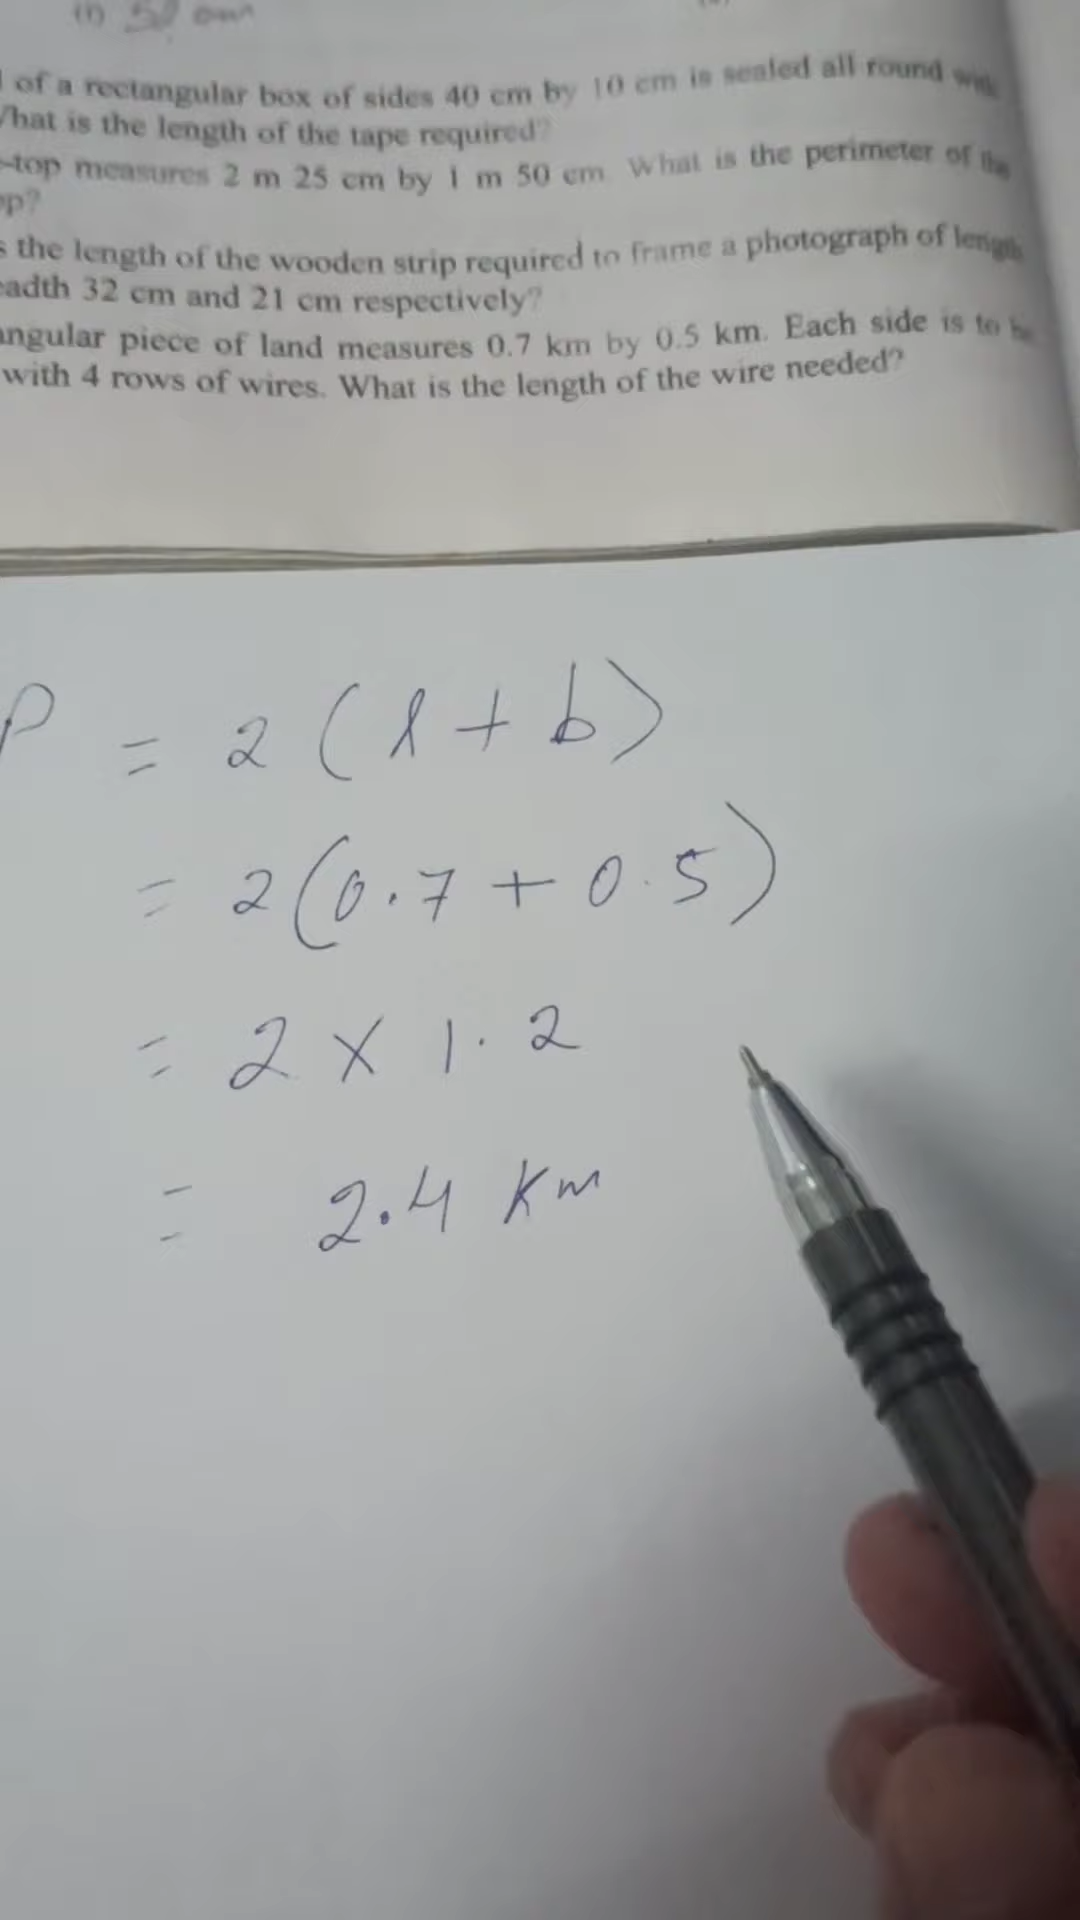 (f) 50 cm
of a rectangular box of sides 40 cm by 10 cm is sealed all round
What is the length of the tape required?
-top measures 2 m 25 cm by 1 m 50 cm. What is the perimeter of the
op?
s the length of the wooden strip required to frame a photograph of length
eadth 32 cm and 21 cm respectively?
angular piece of land measures 0.7 km by 0.5 km. Each side is to be
with 4 rows of wires. What is the length of the wire needed?
P = 2 (l + b)
= 2(0.7 + 0.5)
= 2 × 1.2
= 2.4 Km